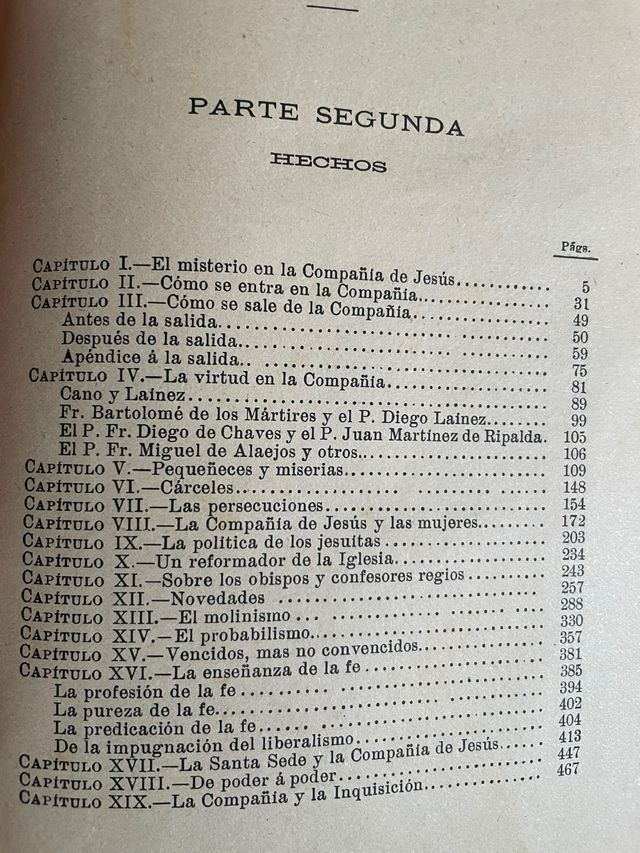 PARTE SEGUNDA
HECHOS
Págs.
CAPÍTULO I.—El misterio en la Compañía de Jesús............ 5
CAPÍTULO II.—Cómo se entra en la Compañía................. 31
CAPÍTULO III.—Cómo se sale de la Compañía................. 49
Antes de la salida................. 50
Después de la salida................. 59
Apéndice á la salida................. 75
CAPÍTULO IV.—La virtud en la Compañía................. 81
Cano y Laínez................. 89
Fr. Bartolomé de los Mártires y el P. Diego Laínez........ 99
El P. Fr. Diego de Chaves y el P. Juan Martínez de Ripalda. 105
El P. Fr. Miguel de Alaejos y otros................. 106
CAPÍTULO V.—Pequeñeces y miserias................. 109
CAPÍTULO VI.—Cárceles................. 148
CAPÍTULO VII.—Las persecuciones................. 154
CAPÍTULO VIII.—La Compañía de Jesús y las mujeres......... 172
CAPÍTULO IX.—La política de los jesuítas................. 203
CAPÍTULO X.—Un reformador de la Iglesia................. 234
CAPÍTULO XI.—Sobre los obispos y confesores regios ........... 243
CAPÍTULO XII.—Novedades ................. 257
CAPÍTULO XIII.—El molinismo ................. 288
CAPÍTULO XIV.—El probabilismo................. 330
CAPÍTULO XV.—Vencidos, mas no convencidos................. 357
CAPÍTULO XVI.—La enseñanza de la fe ................. 381
La profesión de la fe ................. 385
La pureza de la fe................. 394
La predicación de la fe................. 402
De la impugnación del liberalismo................. 404
CAPÍTULO XVII.—La Santa Sede y la Compañía de Jesús...... 413
CAPÍTULO XVIII.—De poder á poder................. 447
CAPÍTULO XIX.—La Compañía y la Inquisición................. 467